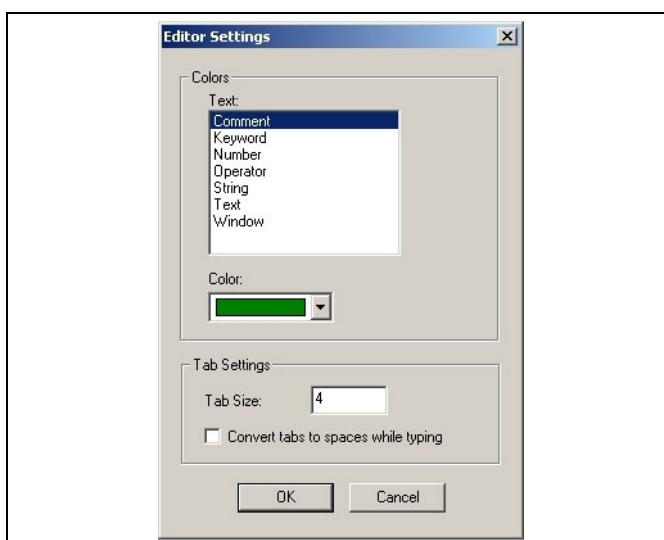 Editor Settings
Colors
Text:
Comment
Keyword
Number
Operator
String
Text
Window
Color:
Tab Settings
Tab Size: 4
Convert tabs to spaces while typing
OK Cancel